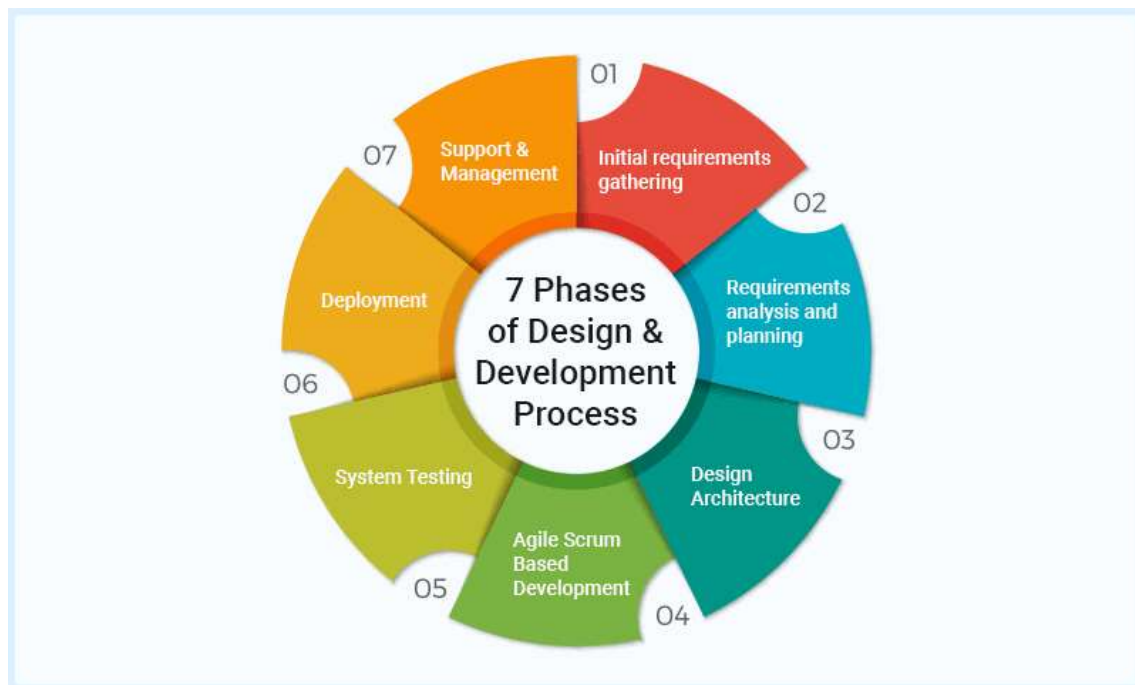 7 Phases
of Design &
Development
Process
01
Initial requirements
gathering
02
Requirements
analysis and
planning
03
Design
Architecture
04
Agile Scrum
Based
Development
05
System Testing
06
Deployment
07
Support &
Management